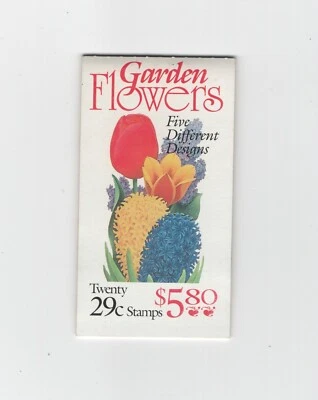 Garden
Flowers
Five
Different
Designs
Twenty
29c Stamps $5.80